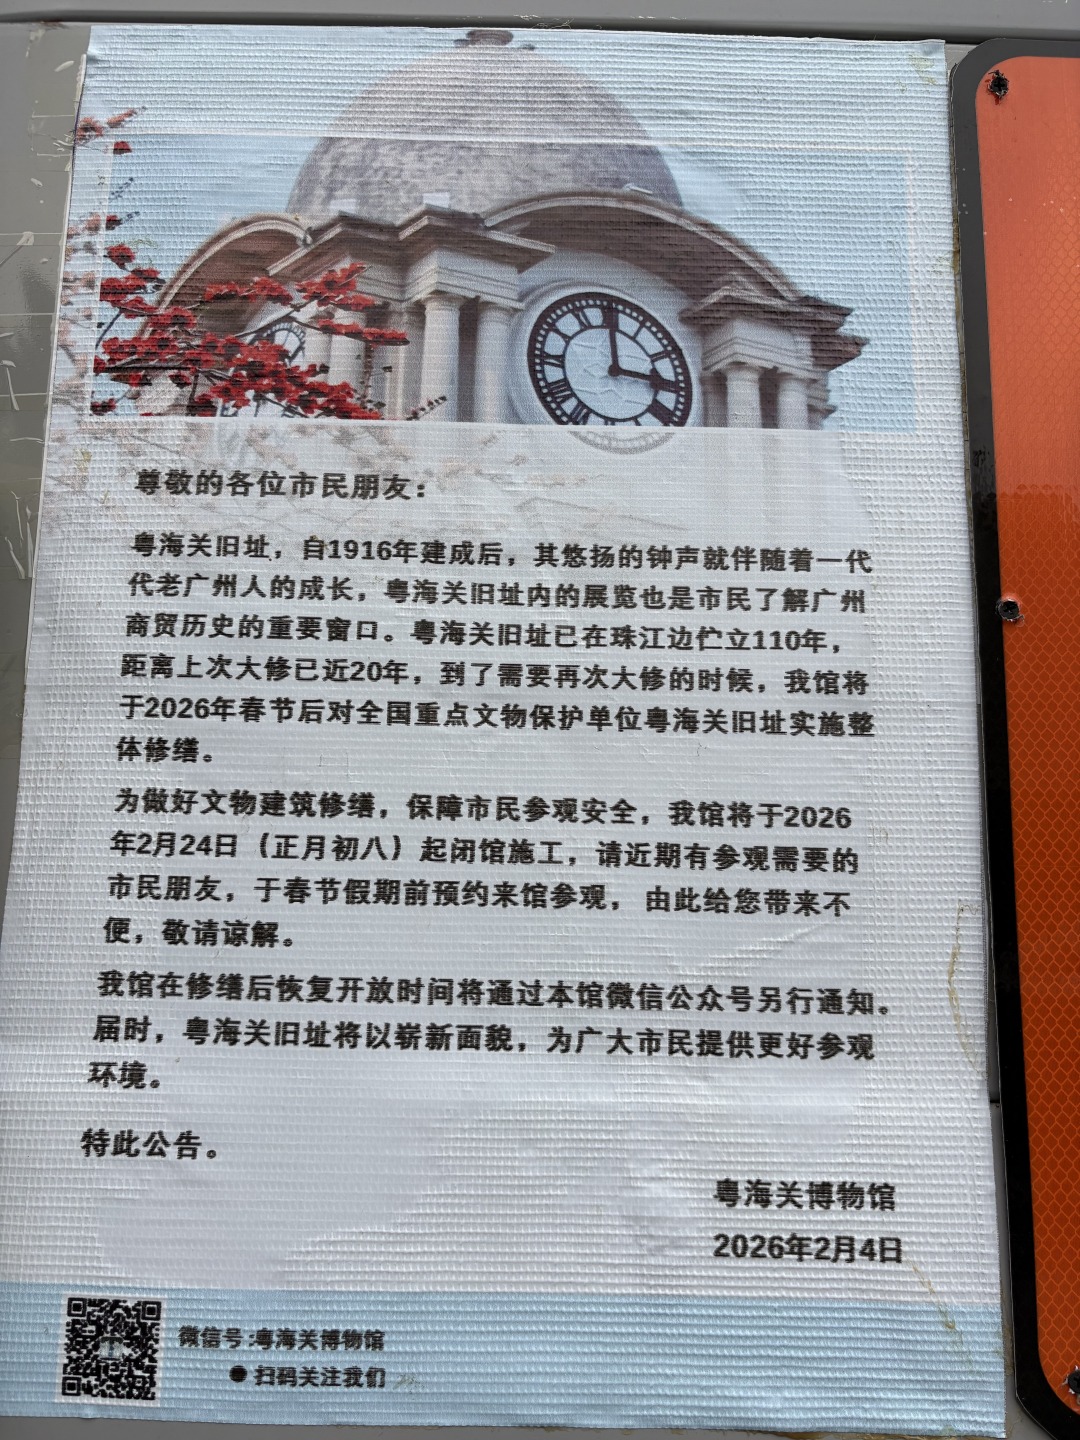 尊敬的各位市民朋友：
粤海关旧址，自1916年建成后，其悠扬的钟声就伴随着一代
代老广州人的成长，粤海关旧址内的展览也是市民了解广州
商贸历史的重要窗口。粤海关旧址已在珠江边伫立110年，
距离上次大修已近20年，到了需要再次大修的时候，我馆将
于2026年春节后对全国重点文物保护单位粤海关旧址实施整
体修缮。
为做好文物建筑修缮，保障市民参观安全，我馆将于2026
年2月24日（正月初八）起闭馆施工，请近期有参观需要的
市民朋友，于春节假期前预约来馆参观，由此给您带来不
便，敬请谅解。
我馆在修缮后恢复开放时间将通过本馆微信公众号另行通知。
届时，粤海关旧址将以崭新面貌，为广大市民提供更好参观
环境。
特此公告。
粤海关博物馆
2026年2月4日
微信号:粤海关博物馆
●扫码关注我们